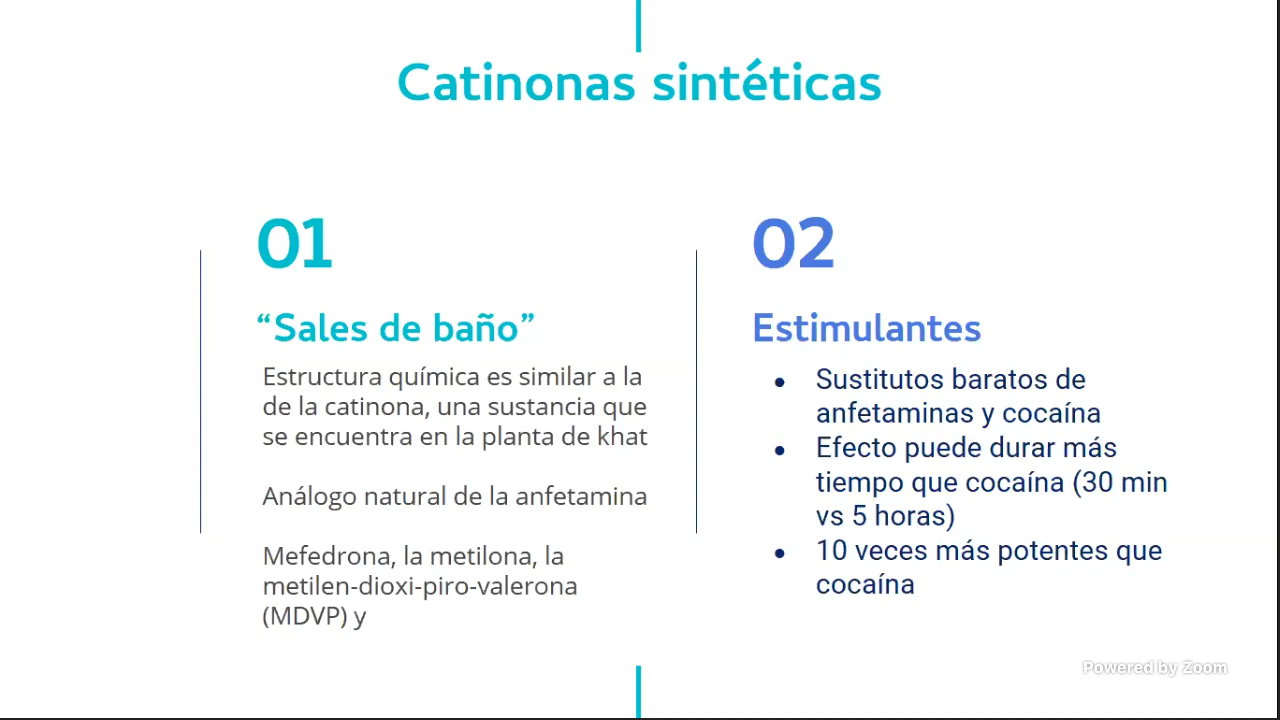 Catinonas sintéticas
01
“Sales de baño”
Estructura química es similar a la
de la catinona, una sustancia que
se encuentra en la planta de khat
Análogo natural de la anfetamina
Mefedrona, la metilona, la
metilen-dioxi-piro-valerona
(MDVP) y
02
Estimulantes
● Sustitutos baratos de
anfetaminas y cocaína
● Efecto puede durar más
tiempo que cocaína (30 min
vs 5 horas)
● 10 veces más potentes que
cocaína
Powered by Zoom